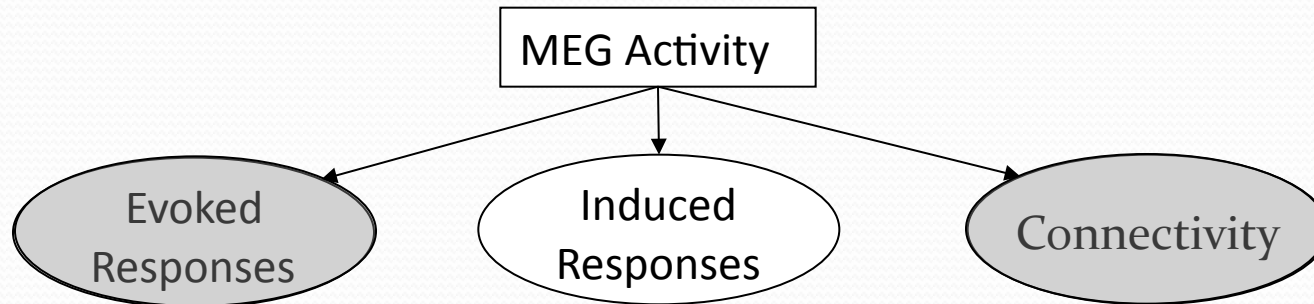 MEG Activity
Evoked
Responses
Induced
Responses
Connectivity